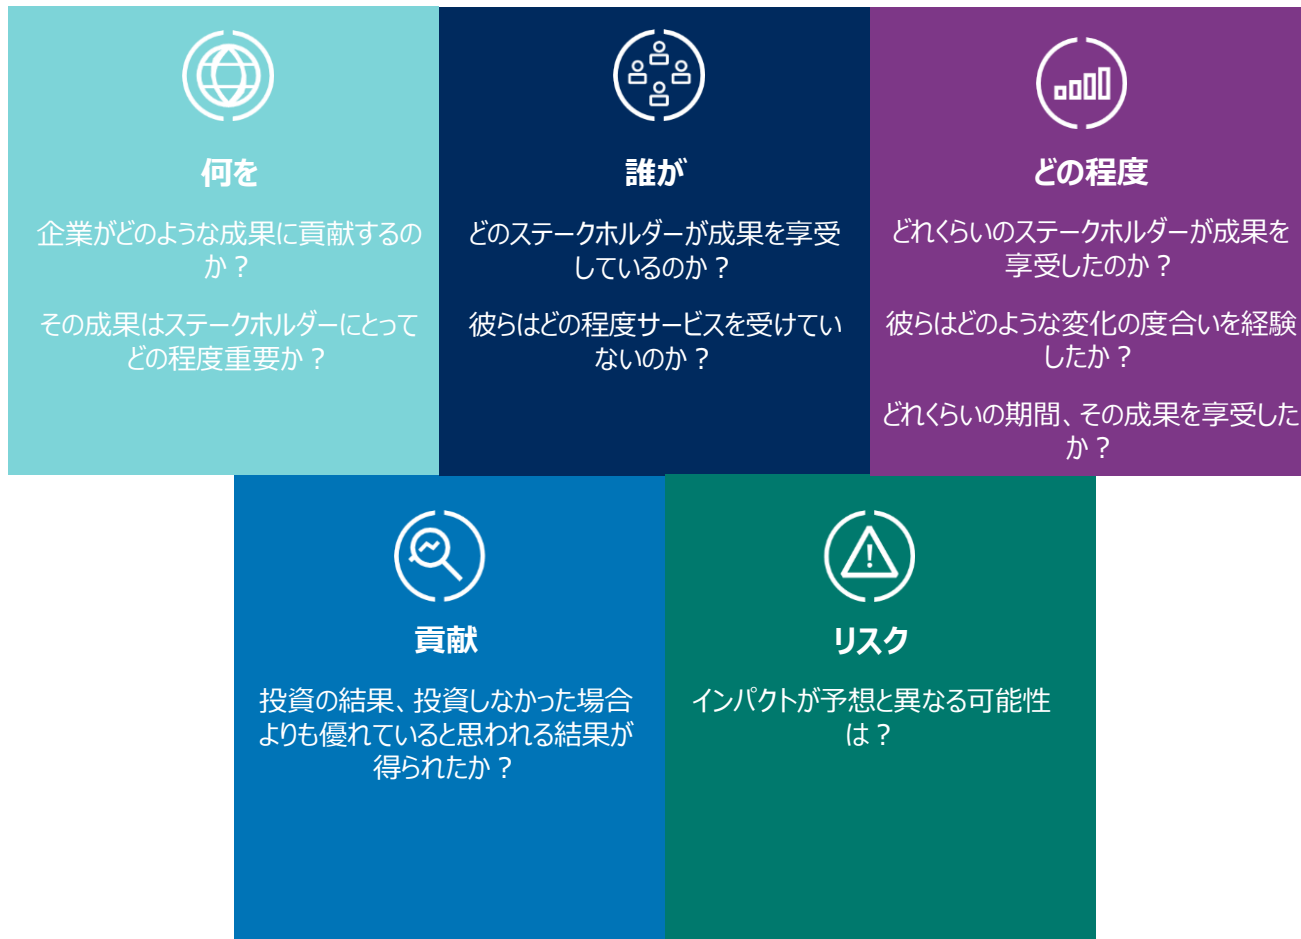 何を
企業がどのような成果に貢献するの
か？
その成果はステークホルダーにとって
どの程度重要か？
誰が
どのステークホルダーが成果を享受
しているのか？
彼らはどの程度サービスを受けてい
ないのか？
どの程度
どれくらいのステークホルダーが成果を
享受したのか？
彼らはどのような変化の度合いを経験
したか？
どれくらいの期間、その成果を享受した
か？
貢献
投資の結果、投資しなかった場合
よりも優れていると思われる結果が
得られたか？
リスク
インパクトが予想と異なる可能性
は？